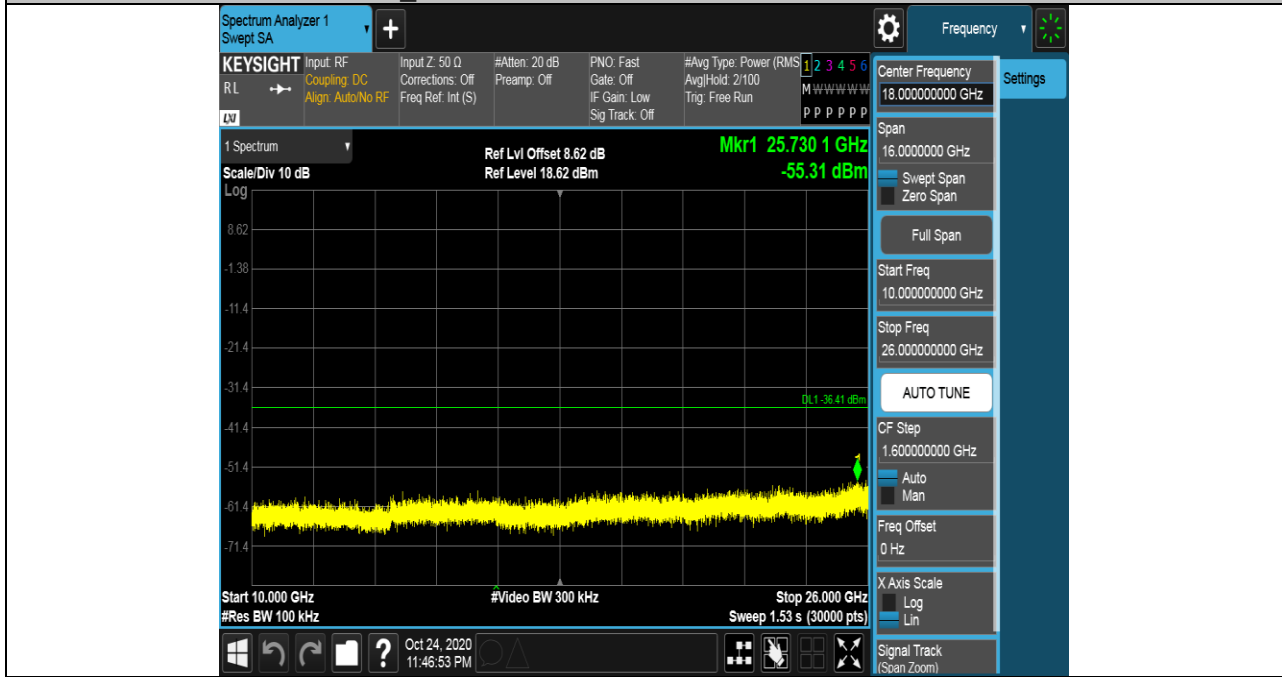 Spectrum Analyzer 1
Swept SA
+
Frequency
KEYSIGHT
RL
LXI
Input: RF
Coupling: DC
Align: Auto/No RF
Input Z: 50 Ω
Corrections: Off
Freq Ref: Int (S)
#Atten: 20 dB
Preamp: Off
PNO: Fast
Gate: Off
IF Gain: Low
Sig Track: Off
#Avg Type: Power (RMS
Avg|Hold: 2/100
Trig: Free Run
1 2 3 4 5 6
M W W W W W
P P P P P P
1 Spectrum
Scale/Div 10 dB
Ref Lvl Offset 8.62 dB
Ref Level 18.62 dBm
Mkr1 25.730 1 GHz
-55.31 dBm
Log
8.62
-1.38
-11.4
-21.4
-31.4
DL1 -36.41 dBm
-41.4
-51.4
1
-61.4
-71.4
Start 10.000 GHz
#Video BW 300 kHz
Stop 26.000 GHz
#Res BW 100 kHz
Sweep 1.53 s (30000 pts)
?
Oct 24, 2020
11:46:53 PM
Center Frequency
18.000000000 GHz
Settings
Span
16.0000000 GHz
Swept Span
Zero Span
Full Span
Start Freq
10.000000000 GHz
Stop Freq
26.000000000 GHz
AUTO TUNE
CF Step
1.600000000 GHz
Auto
Man
Freq Offset
0 Hz
X Axis Scale
Log
Lin
Signal Track
(Span Zoom)